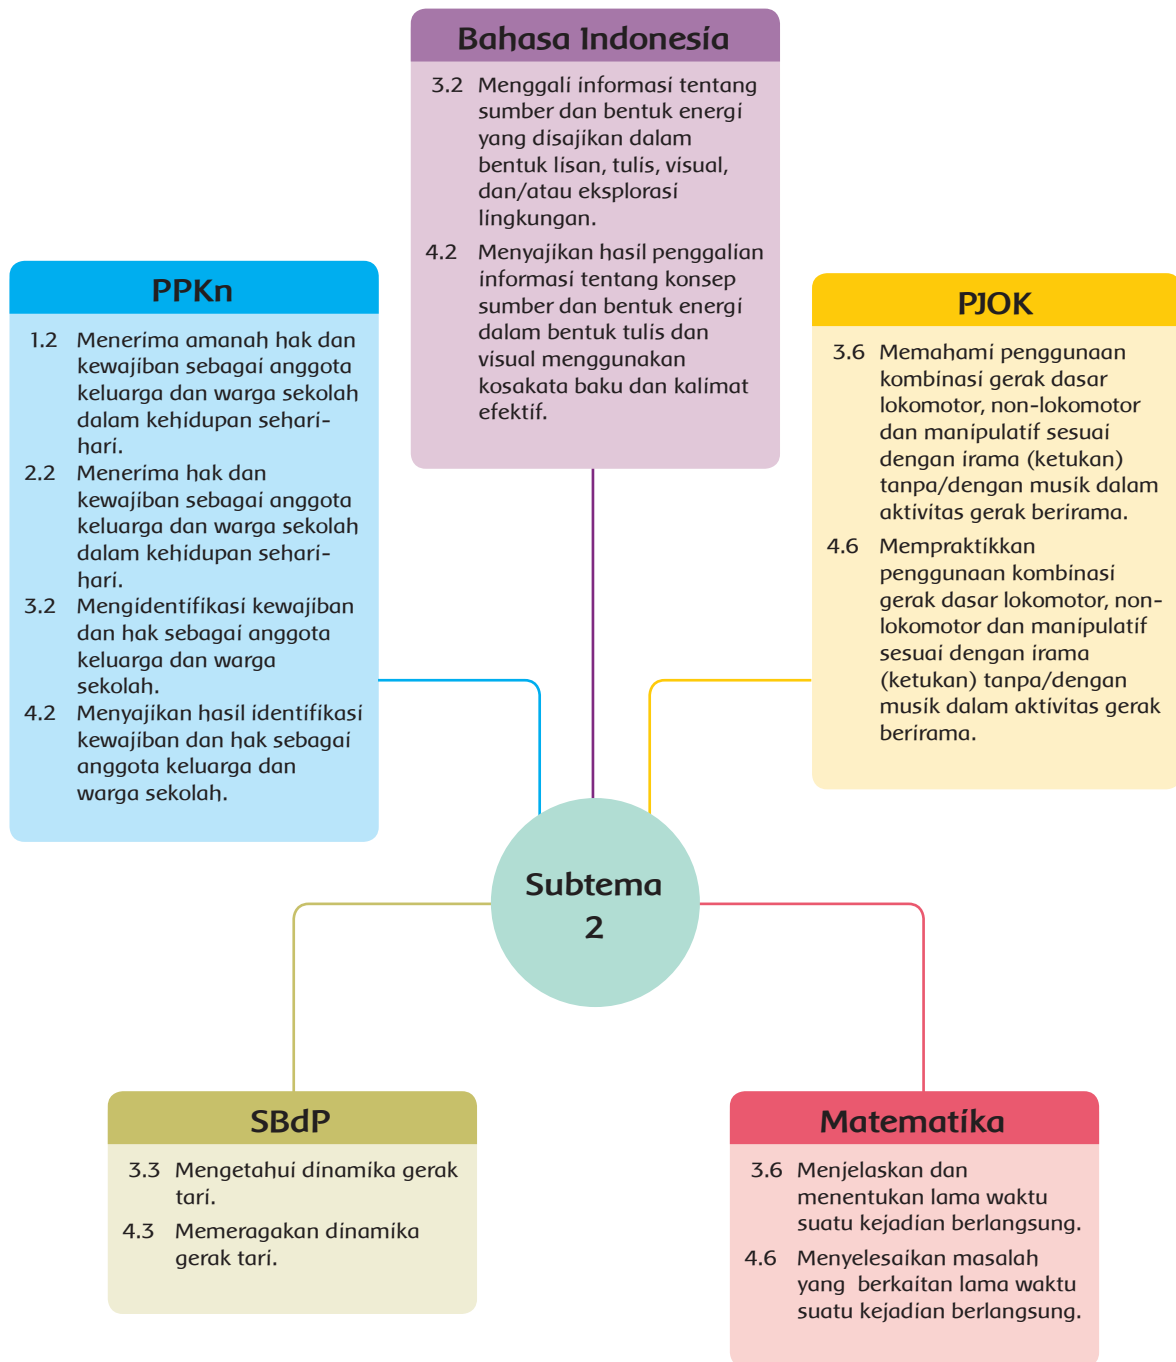 Bahasa Indonesia
3.2 Menggali informasi tentang
sumber dan bentuk energi
yang disajikan dalam
bentuk lisan, tulis, visual,
dan/atau eksplorasi
lingkungan.
4.2 Menyajikan hasil penggalian
informasi tentang konsep
sumber dan bentuk energi
dalam bentuk tulis dan
visual menggunakan
kosakata baku dan kalimat
efektif.
PPKn
1.2 Menerima amanah hak dan
kewajiban sebagai anggota
keluarga dan warga sekolah
dalam kehidupan sehari-
hari.
2.2 Menerima hak dan
kewajiban sebagai anggota
keluarga dan warga sekolah
dalam kehidupan sehari-
hari.
3.2 Mengidentifikasi kewajiban
dan hak sebagai anggota
keluarga dan warga
sekolah.
4.2 Menyajikan hasil identifikasi
kewajiban dan hak sebagai
anggota keluarga dan
warga sekolah.
PJOK
3.6 Memahami penggunaan
kombinasi gerak dasar
lokomotor, non-lokomotor
dan manipulatif sesuai
dengan irama (ketukan)
tanpa/dengan musik dalam
aktivitas gerak berirama.
4.6 Mempraktikkan
penggunaan kombinasi
gerak dasar lokomotor, non-
lokomotor dan manipulatif
sesuai dengan irama
(ketukan) tanpa/dengan
musik dalam aktivitas gerak
berirama.
Subtema
2
SBdP
3.3 Mengetahui dinamika gerak
tari.
4.3 Memeragakan dinamika
gerak tari.
Matematika
3.6 Menjelaskan dan
menentukan lama waktu
suatu kejadian berlangsung.
4.6 Menyelesaikan masalah
yang berkaitan lama waktu
suatu kejadian berlangsung.